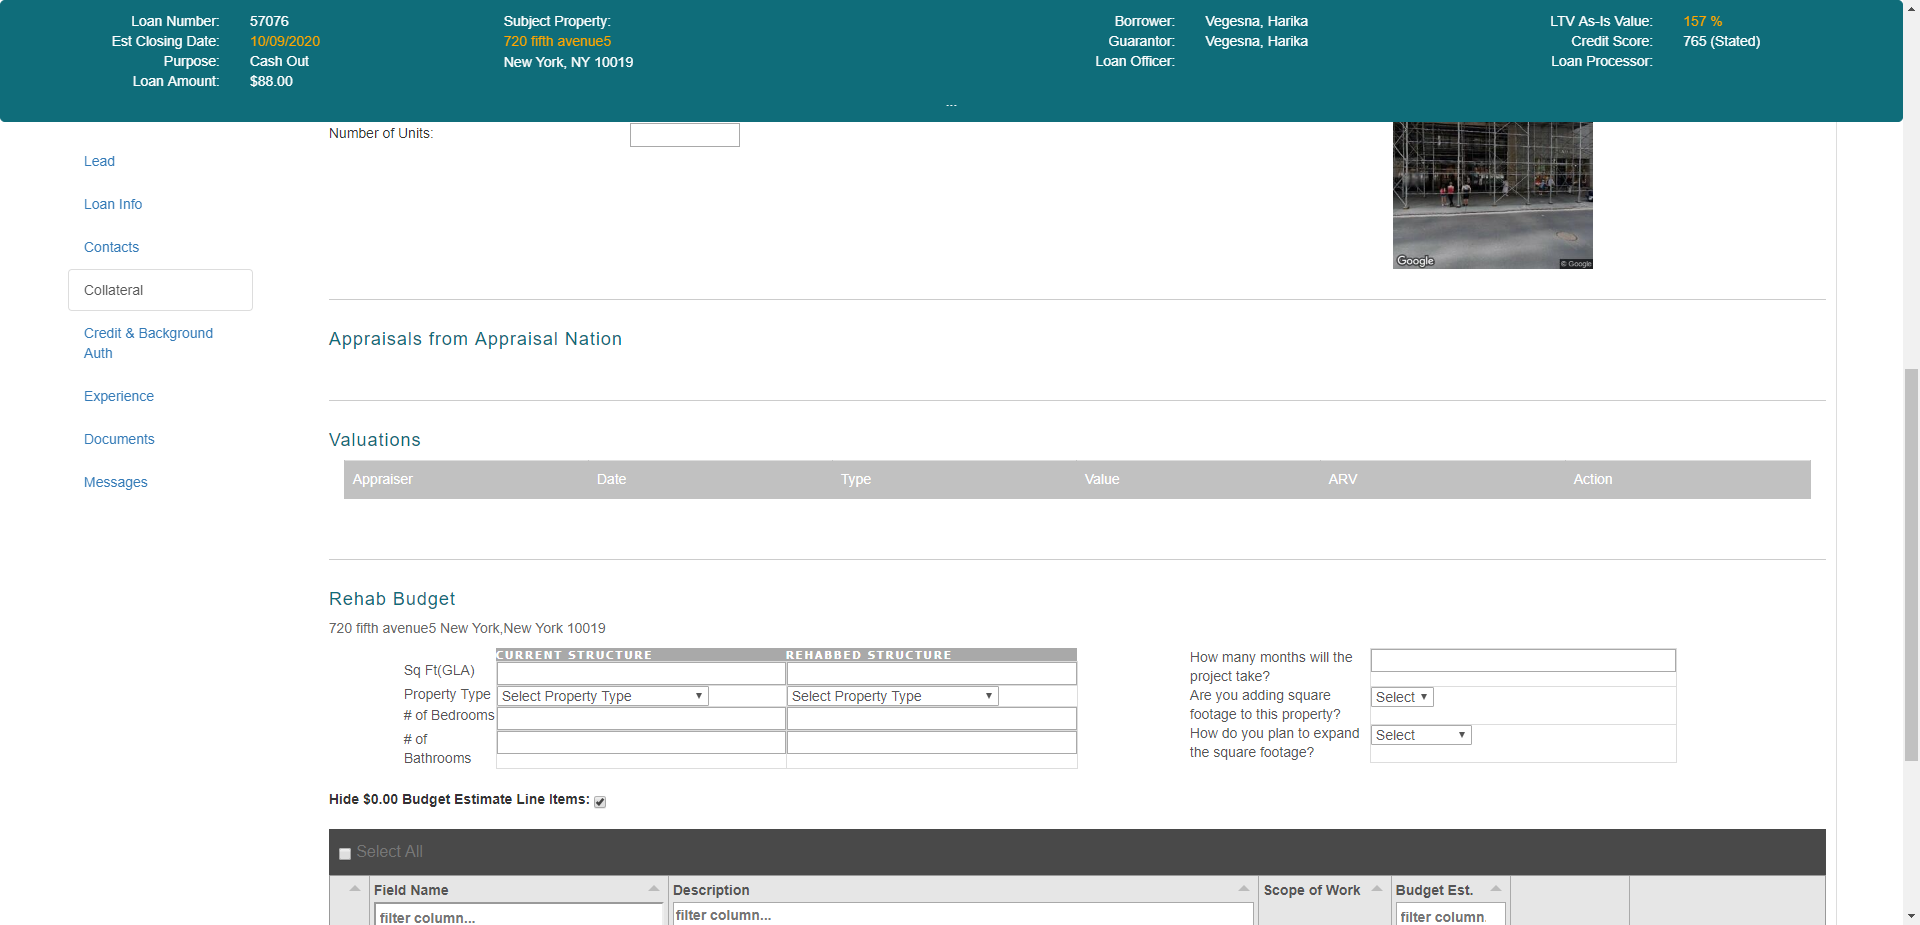 Loan Number: 57076
Est Closing Date: 10/09/2020
Purpose: Cash Out
Loan Amount: $88.00
Subject Property:
720 fifth avenue5
New York, NY 10019
Borrower: Vegesna, Harika
Guarantor: Vegesna, Harika
Loan Officer:
LTV As-Is Value: 157 %
Credit Score: 765 (Stated)
Loan Processor:
...
Number of Units:
Google
© Google
Lead
Loan Info
Contacts
Collateral
Credit & Background
Auth
Experience
Documents
Messages
Appraisals from Appraisal Nation
Valuations
Appraiser Date Type Value ARV Action
Rehab Budget
720 fifth avenue5 New York,New York 10019
CURRENT STRUCTURE REHABBED STRUCTURE
Sq Ft(GLA)
Property Type Select Property Type Select Property Type
# of Bedrooms
# of
Bathrooms
How many months will the
project take?
Are you adding square
footage to this property?
Select
How do you plan to expand
the square footage?
Select
Hide $0.00 Budget Estimate Line Items:
Select All
Field Name Description Scope of Work Budget Est.
filter column... filter column... filter column.